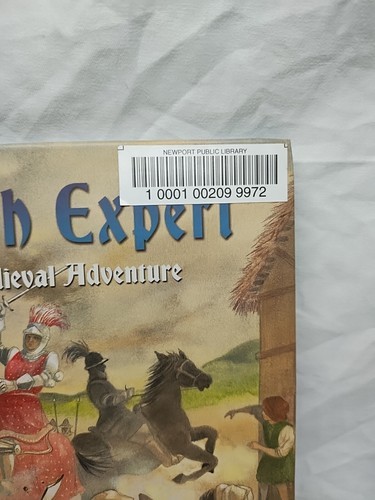 NEWPORT PUBLIC LIBRARY
1 0001 00209 9972
h Expert
dieval Adventure